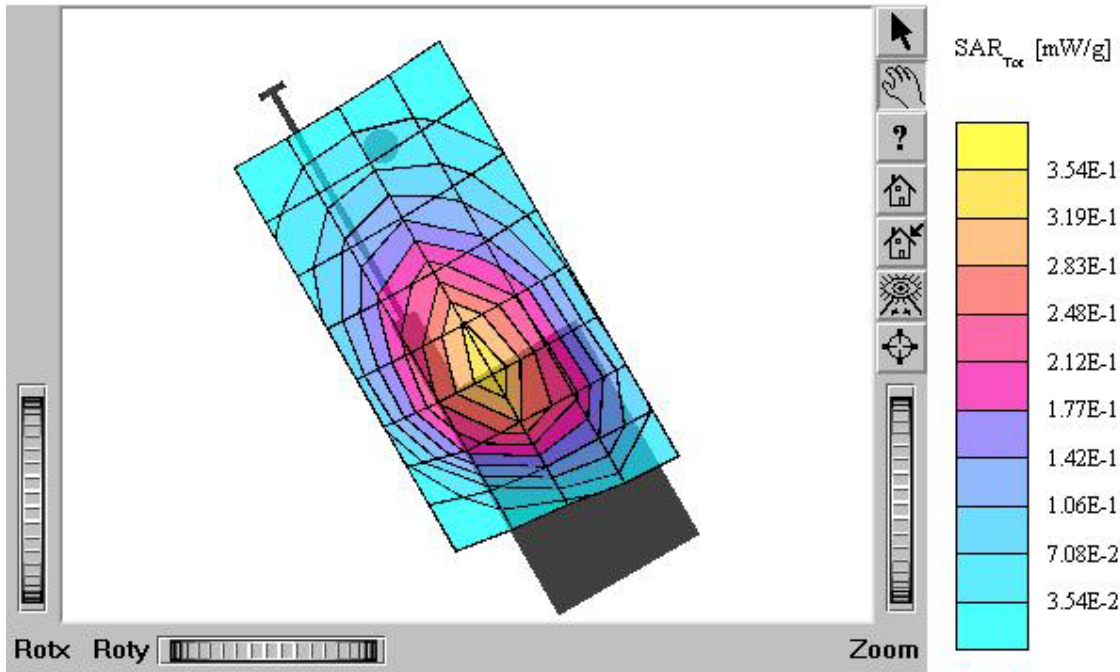 SAR_Tot [mW/g]
?
3.54E-1
3.19E-1
2.83E-1
2.48E-1
2.12E-1
1.77E-1
1.42E-1
1.06E-1
7.08E-2
3.54E-2
Rotx Roty Zoom